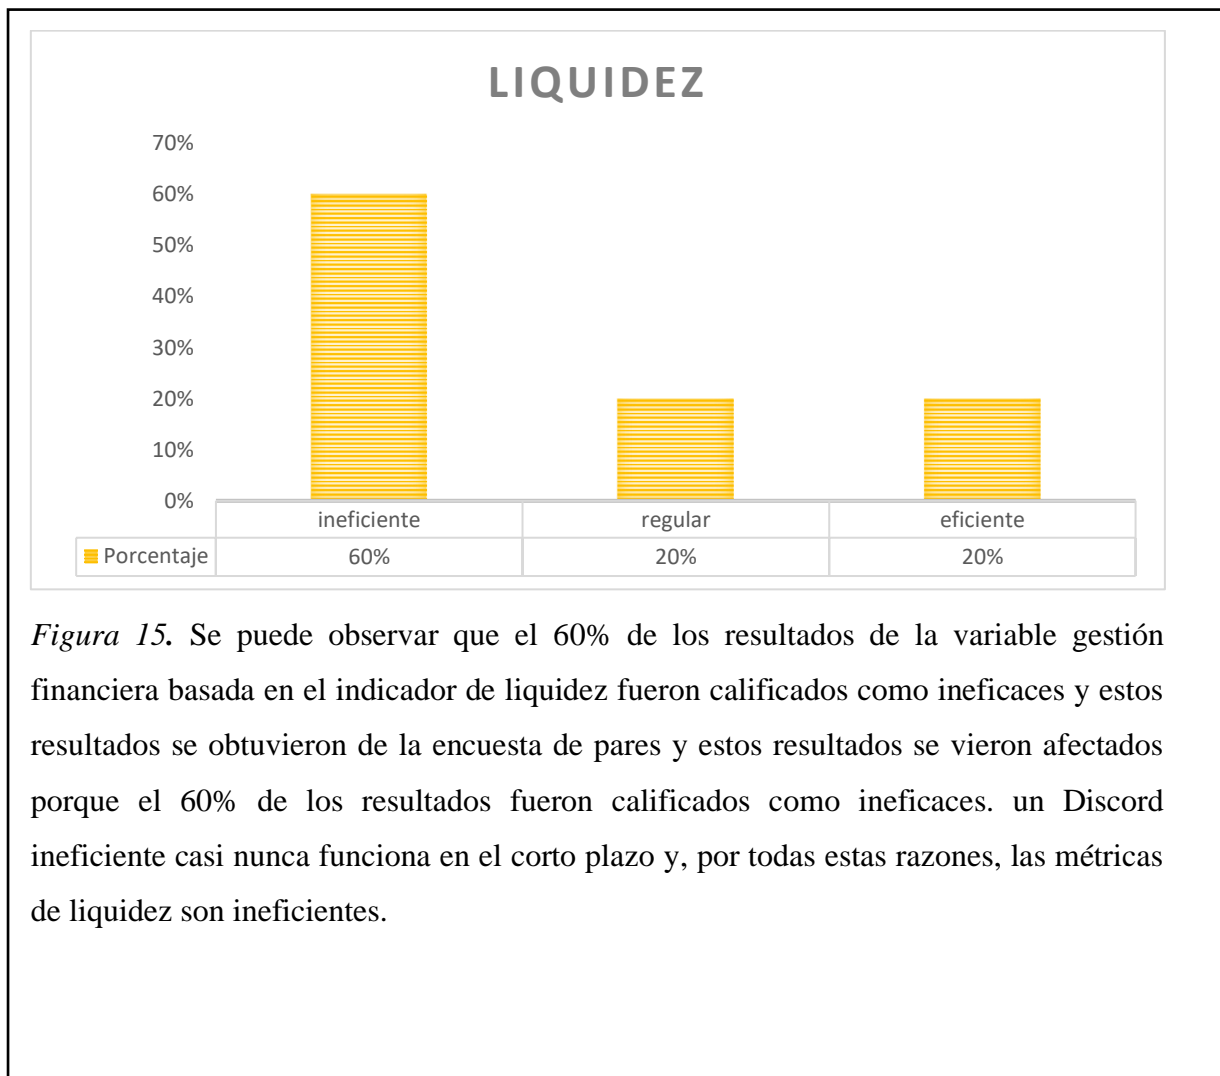 LIQUIDEZ
70%
60%
50%
40%
30%
20%
10%
0%
ineficiente regular eficiente
Porcentaje 60% 20% 20%
Figura 15. Se puede observar que el 60% de los resultados de la variable gestión
financiera basada en el indicador de liquidez fueron calificados como ineficaces y estos
resultados se obtuvieron de la encuesta de pares y estos resultados se vieron afectados
porque el 60% de los resultados fueron calificados como ineficaces. un Discord
ineficiente casi nunca funciona en el corto plazo y, por todas estas razones, las métricas
de liquidez son ineficientes.